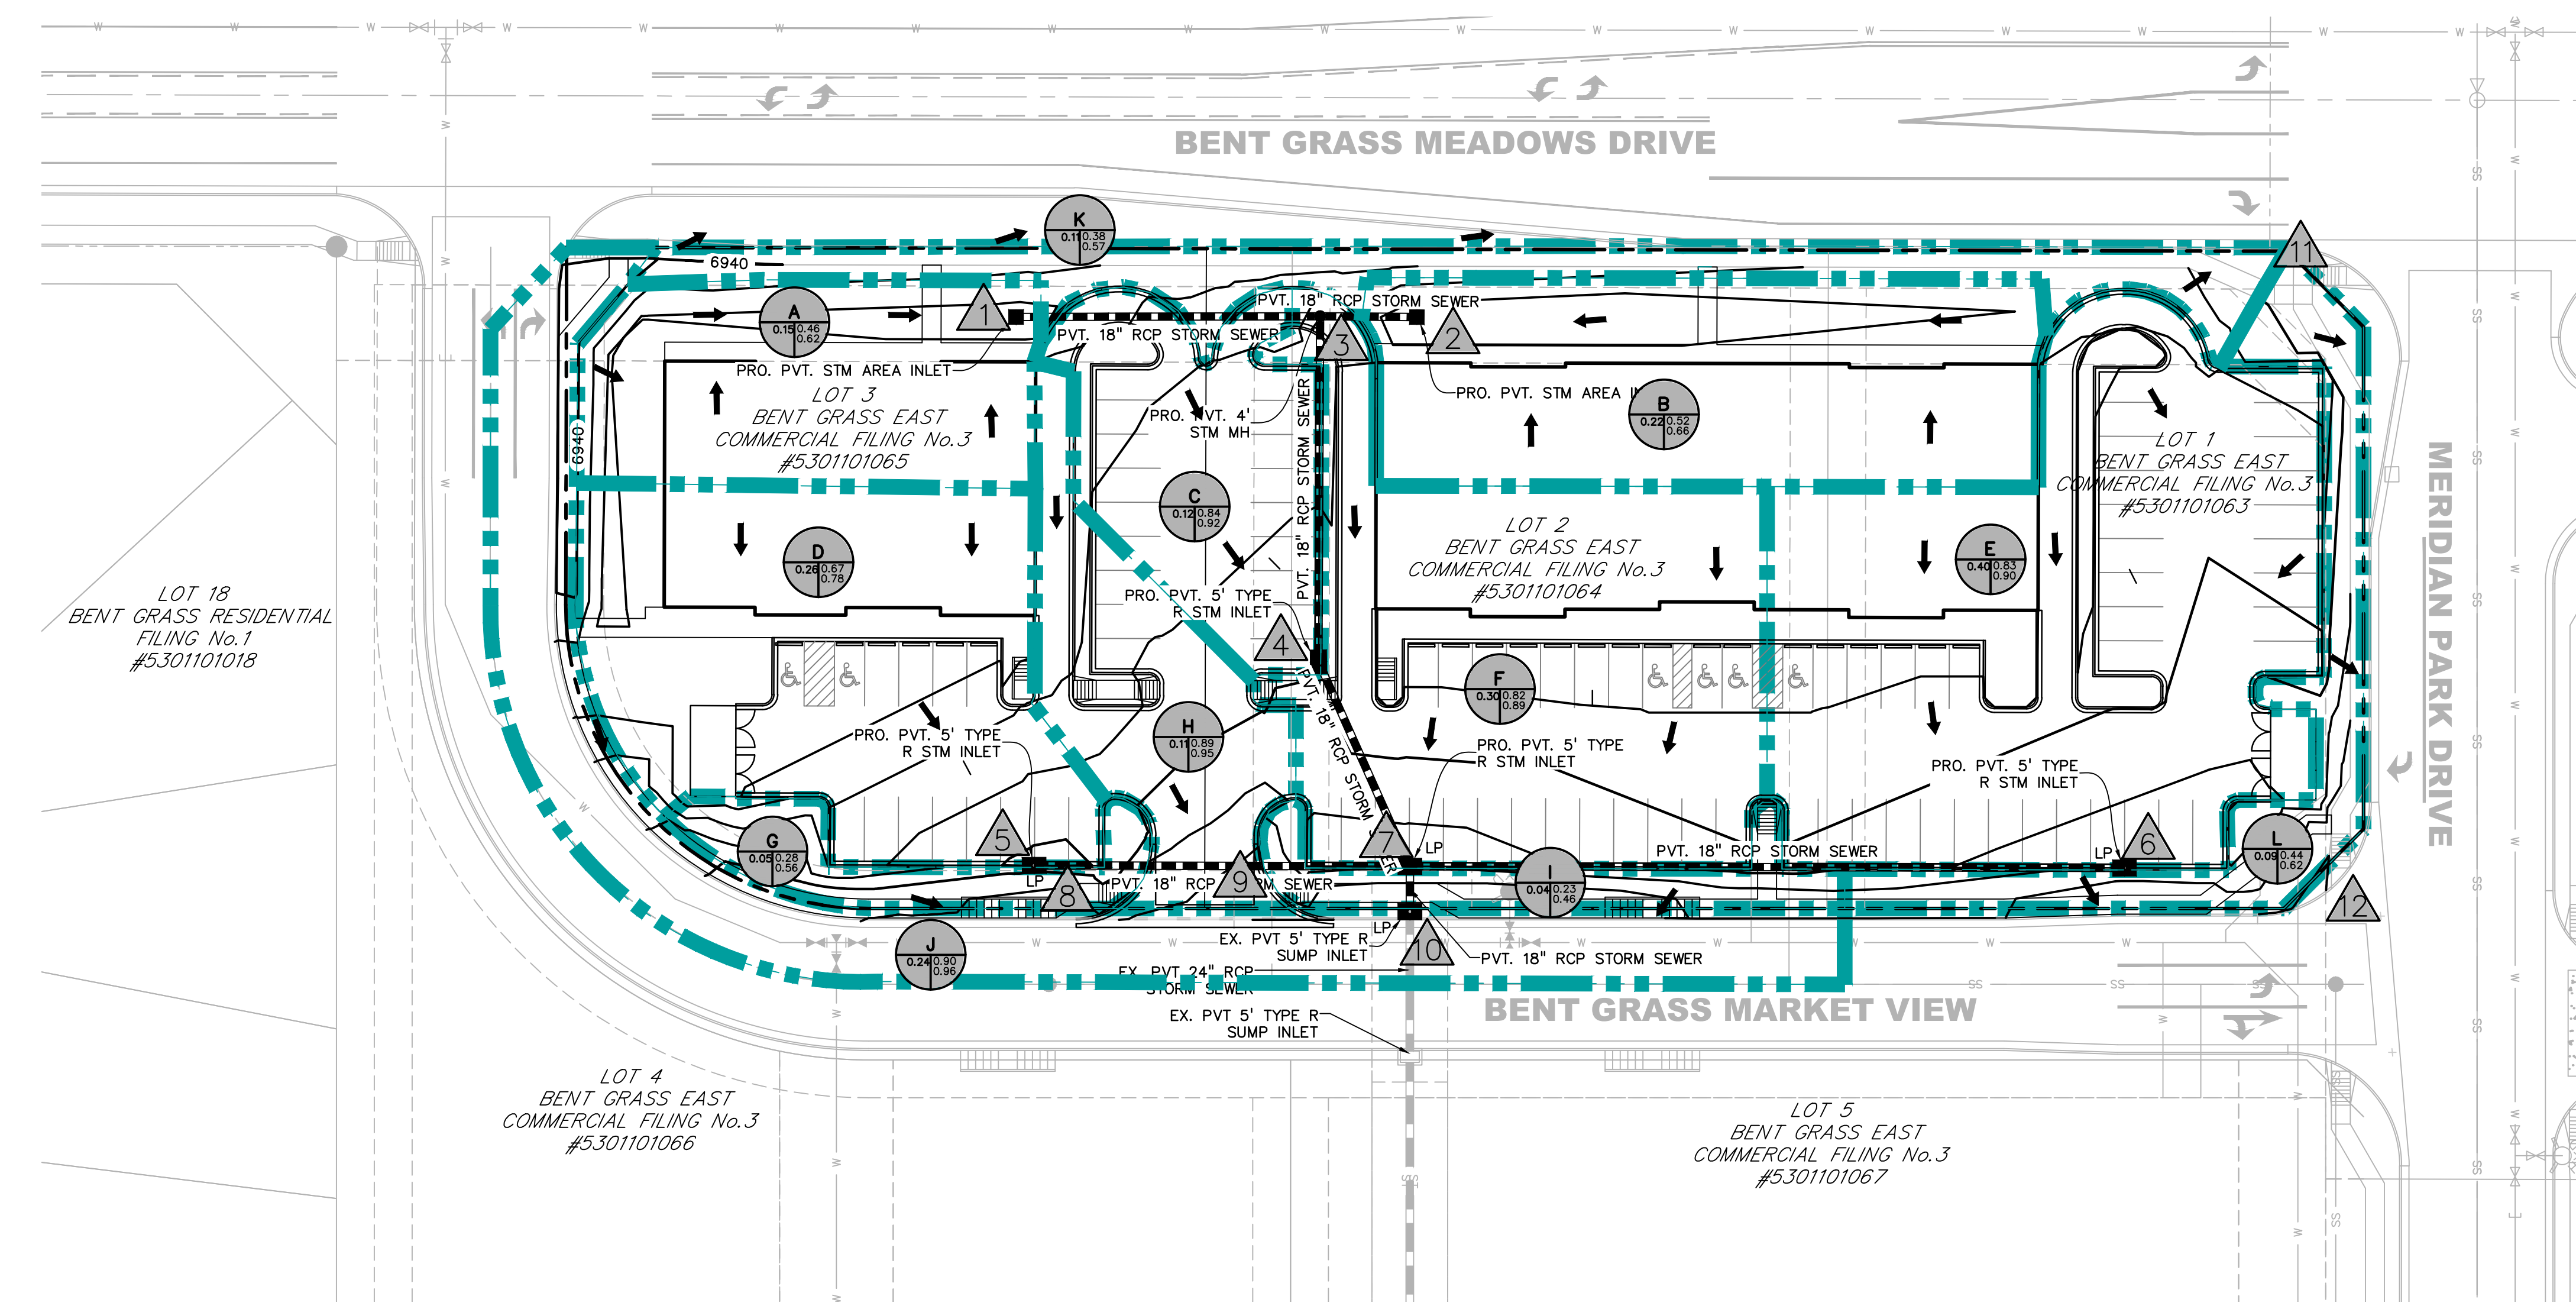 BENT GRASS MEADOWS DRIVE
K
0.11 0.38
0.57
11
6940
A
0.15 0.46
0.62
1
PVT. 18" RCP STORM SEWER
PVT. 18" RCP STORM SEWER
3
2
PRO. PVT. STM AREA INLET
PRO. PVT. STM AREA
LOT 3
BENT GRASS EAST
COMMERCIAL FILING No.3
#5301101065
6940
PRO. PVT. 4'
STM MH
PVT. 18" RCP STORM SEWER
B
0.22 0.52
0.66
LOT 1
BENT GRASS EAST
COMMERCIAL FILING No.3
#5301101063
MERIDIAN PARK DRIVE
C
0.12 0.84
0.92
D
0.26 0.67
0.78
LOT 2
BENT GRASS EAST
COMMERCIAL FILING No.3
#5301101064
E
0.40 0.83
0.90
LOT 18
BENT GRASS RESIDENTIAL
FILING No.1
#5301101018
PRO. PVT. 5' TYPE
R STM INLET
4
F
0.30 0.82
0.89
H
0.11 0.89
0.95
PVT. 18" RCP STORM SEWER
PRO. PVT. 5' TYPE
R STM INLET
PRO. PVT. 5' TYPE
R STM INLET
PRO. PVT. 5' TYPE
R STM INLET
G
0.05 0.28
0.56
5
LP
7
LP
PVT. 18" RCP STORM SEWER
LP
6
L
0.09 0.44
0.62
8
PVT. 18" RCP STORM SEWER
9
I
0.04 0.23
0.46
12
J
0.24 0.90
0.96
LP
EX. PVT 5' TYPE R
SUMP INLET
10
PVT. 18" RCP STORM SEWER
EX. PVT 24" RCP
STORM SEWER
BENT GRASS MARKET VIEW
EX. PVT 5' TYPE R
SUMP INLET
LOT 4
BENT GRASS EAST
COMMERCIAL FILING No.3
#5301101066
LOT 5
BENT GRASS EAST
COMMERCIAL FILING No.3
#5301101067